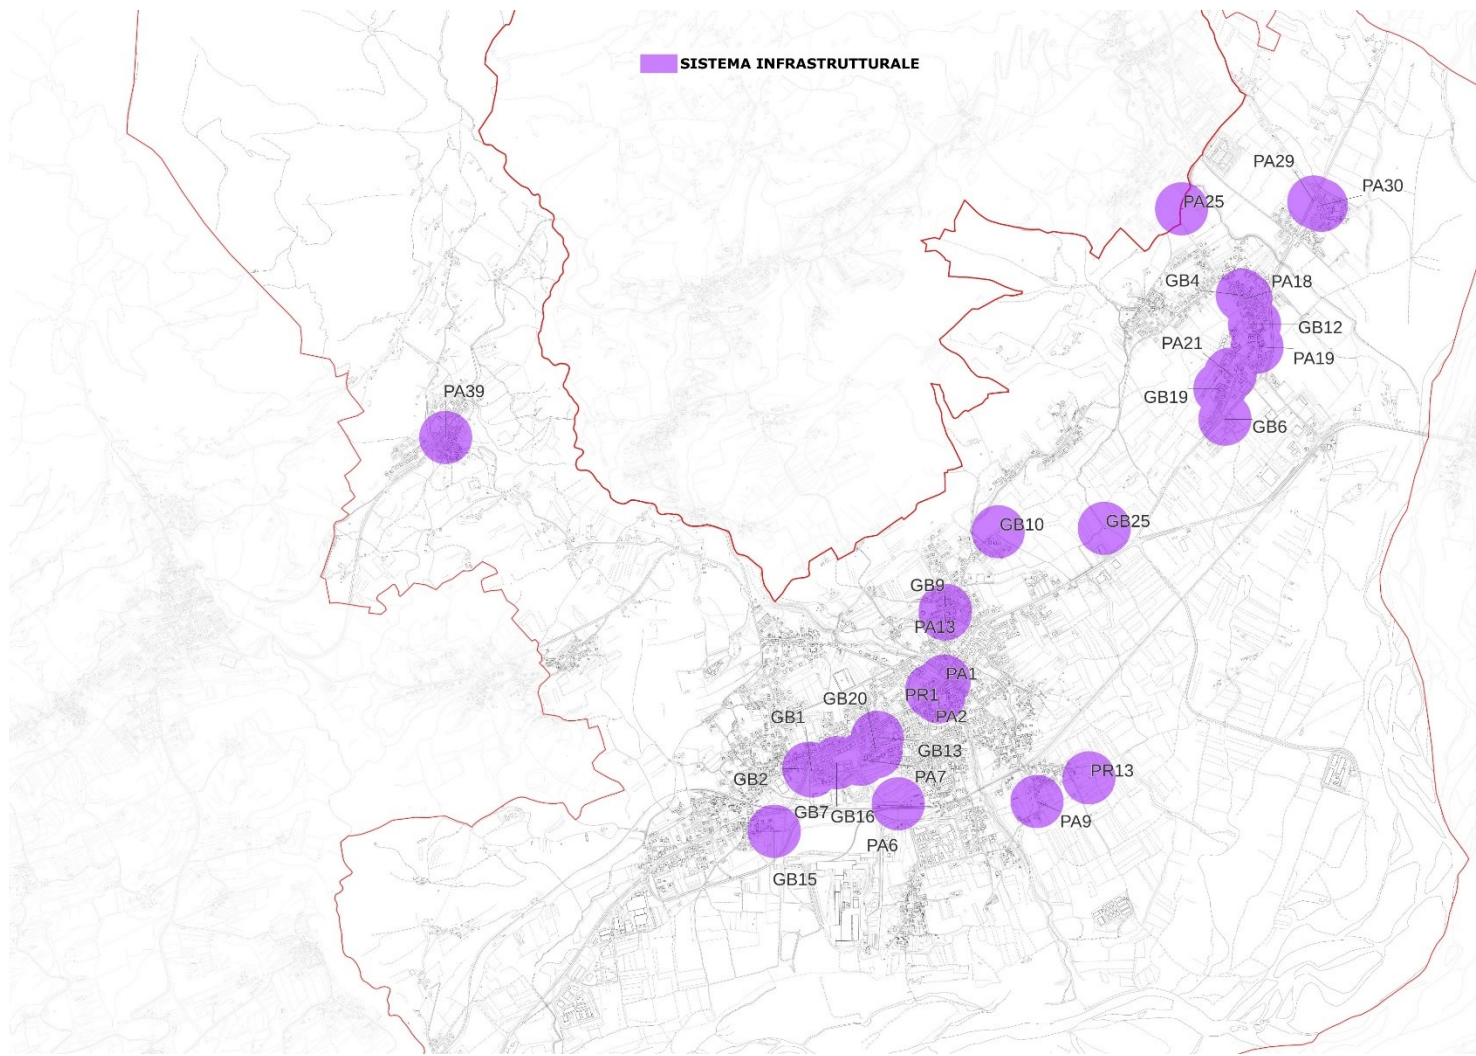 SISTEMA INFRASTRUTTURALE
PA29
PA30
PA25
GB4
PA18
GB12
PA21
PA19
GB19
GB6
PA39
GB10
GB25
GB9
PA13
PA1
PR1
GB20
PA2
GB1
GB13
GB2
PA7
PR13
GB7
GB16
PA9
PA6
GB15